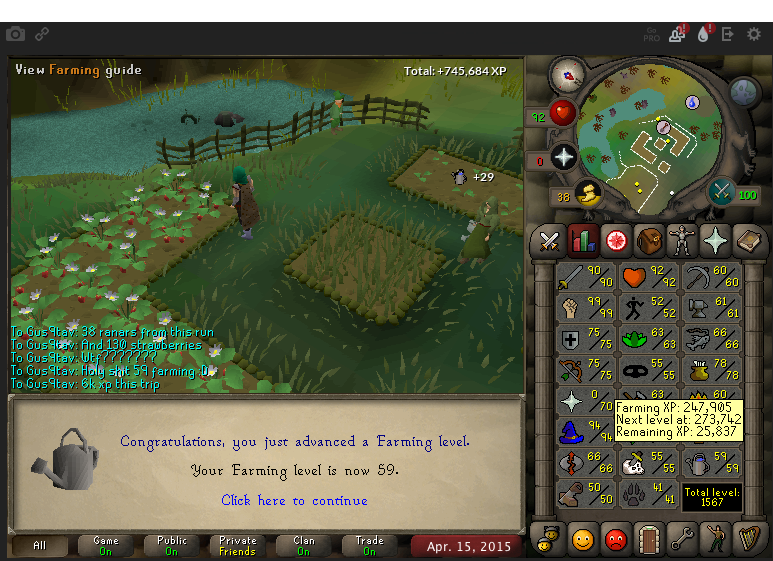 Go
PRO
View Farming guide
Total: +745,684 XP
+29
92
0
38
100
To Gus9tav: 38 ranars from this run
To Gus9tav: And 130 strawberries
To Gus9tav: Wtf???????
To Gus9tav: Holy shit 59 farming :D
To Gus9tav: 6k xp this trip
Congratulations, you just advanced a Farming level.
Your Farming level is now 59.
Click here to continue
90 90 92 92 60 60
99 99 52 52 61 61
75 75 63 63 66 66
75 75 55 55 78 78
0 70 63 60
94 94
66 66 55 55 59 59
50 50 41 41
Farming XP: 247,905
Next level at: 273,742
Remaining XP: 25,837
Total level:
1567
All
Game
On
Public
On
Private
Friends
Clan
On
Trade
On
Apr. 15, 2015